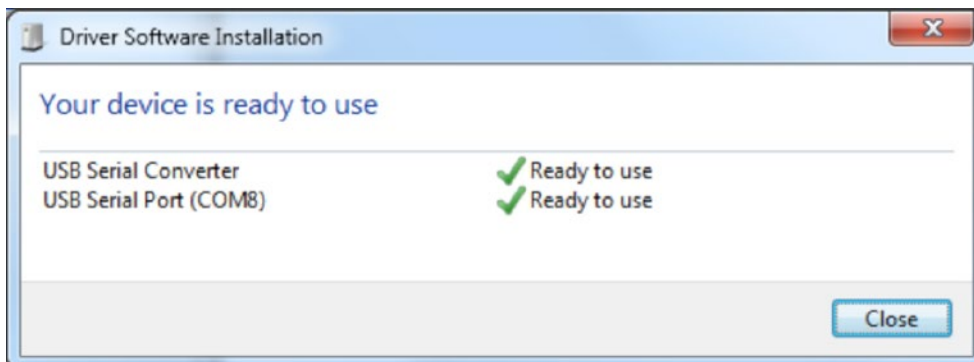 Driver Software Installation
Your device is ready to use
USB Serial Converter Ready to use
USB Serial Port (COM8) Ready to use
Close